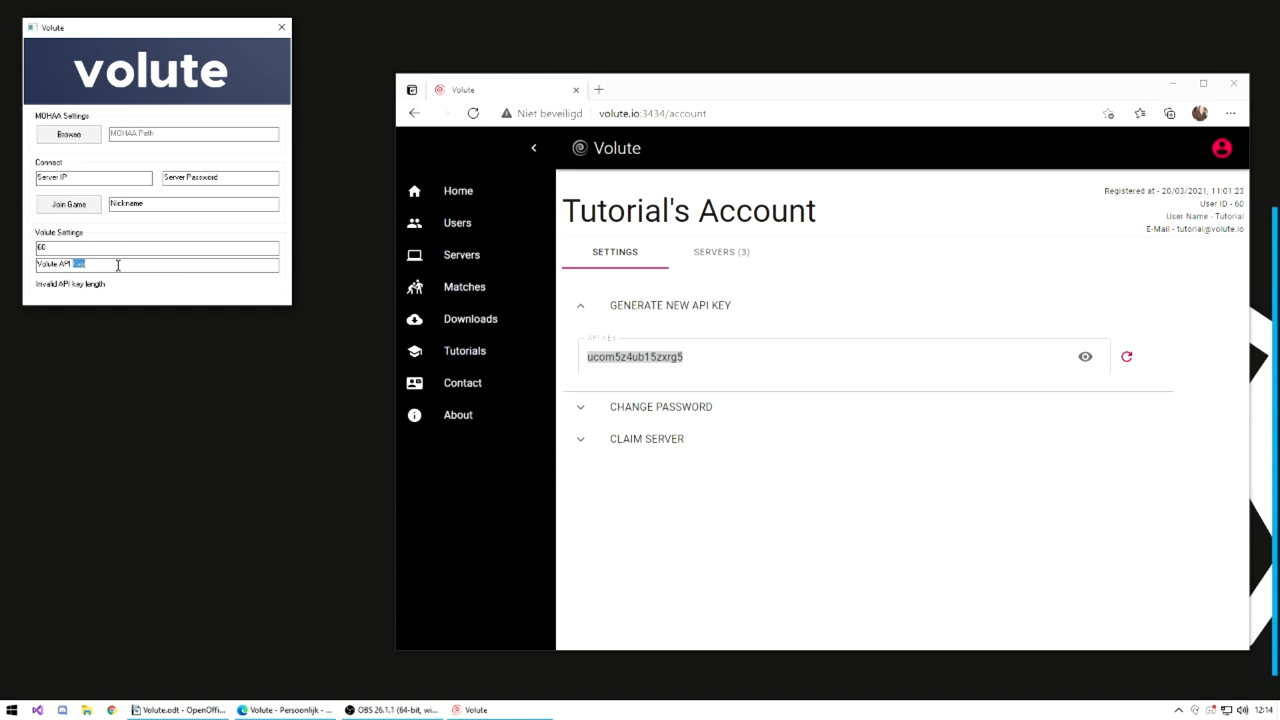 Volute
volute
MOHAA Settings
Browse
MOHAA Path
Connect
Server IP
Server Password
Join Game
Nickname
Volute Settings
60
Volute API Key
Invalid API key length
Volute
Niet beveiligd
volute.io:3434/account
Volute
Home
Users
Servers
Matches
Downloads
Tutorials
Contact
About
Tutorial's Account
Registered at - 20/03/2021, 11:01:23
User ID - 60
User Name - Tutorial
E-Mail - tutorial@volute.io
SETTINGS
SERVERS (3)
GENERATE NEW API KEY
API KEY
ucom5z4ub15zxrg5
CHANGE PASSWORD
CLAIM SERVER
Volute.odt - OpenOffi...
Volute - Persoonlijk - ...
OBS 26.1.1 (64-bit, wi...
Volute
12:14